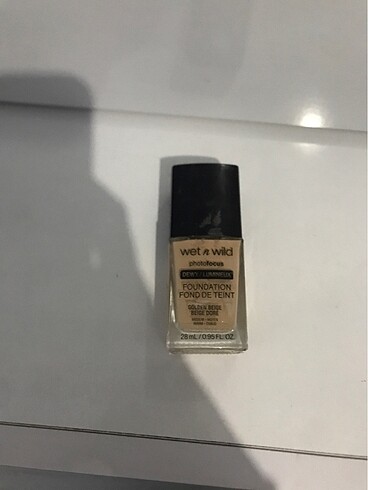 wet n wild
photofocus
DEWY / LUMINEUX
FOUNDATION
FOND DE TEINT
GOLDEN BEIGE
BEIGE DORÉ
28 mL / 0.95 FL. OZ.